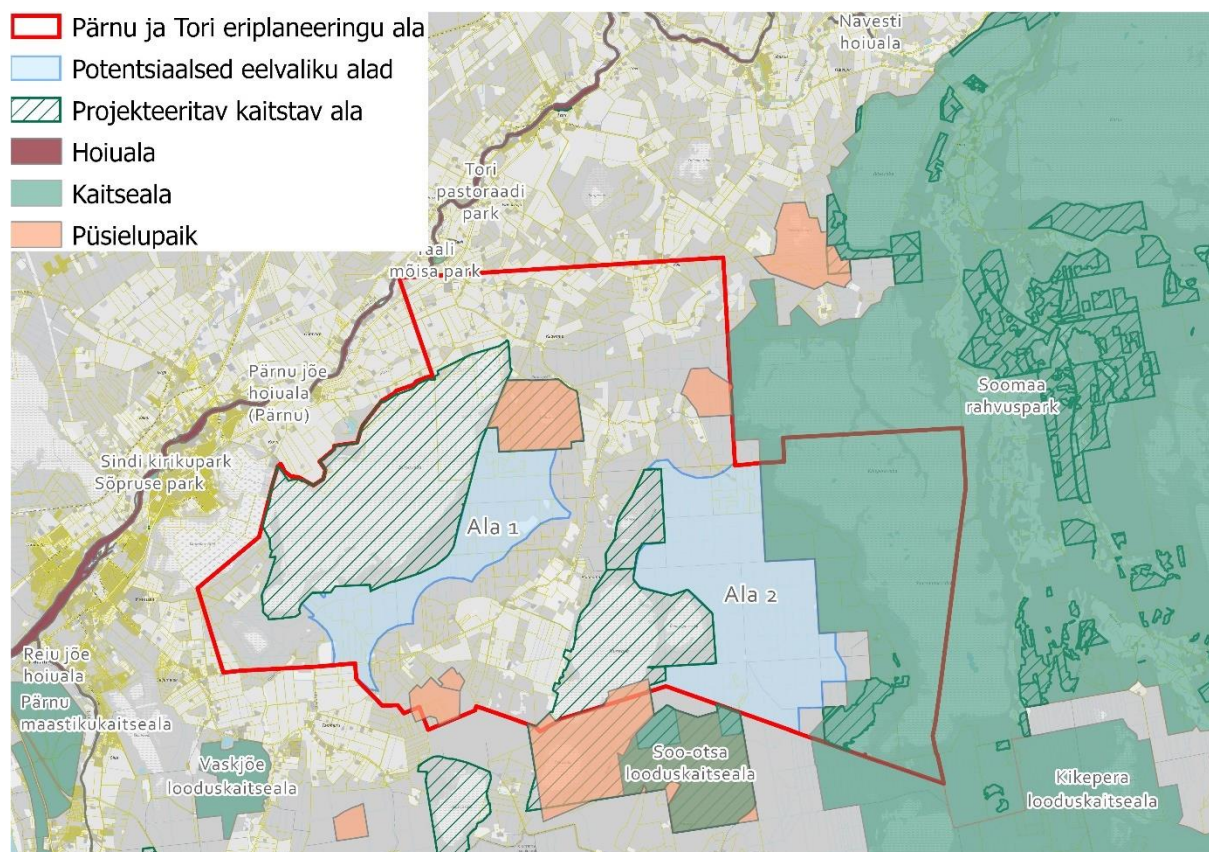 Pärnu ja Tori eriplaneeringu ala
Potentsiaalsed eelvaliku alad
Projekteeritav kaitstav ala
Hoiuala
Kaitseala
Püsielupaik
Navesti
hoiuala
Tori
pastoraadi
park
mõisa park
Pärnu jõe
hoiuala
(Pärnu)
Soomaa
rahvuspark
Sindi kirikupark
Sõpruse park
Ala 1
Ala 2
Reiu jõe
hoiuala
Pärnu
maastikukaitseala
Vaskjõe
looduskaitseala
Soo-otsa
looduskaitseala
Kikepera
looduskaitseala